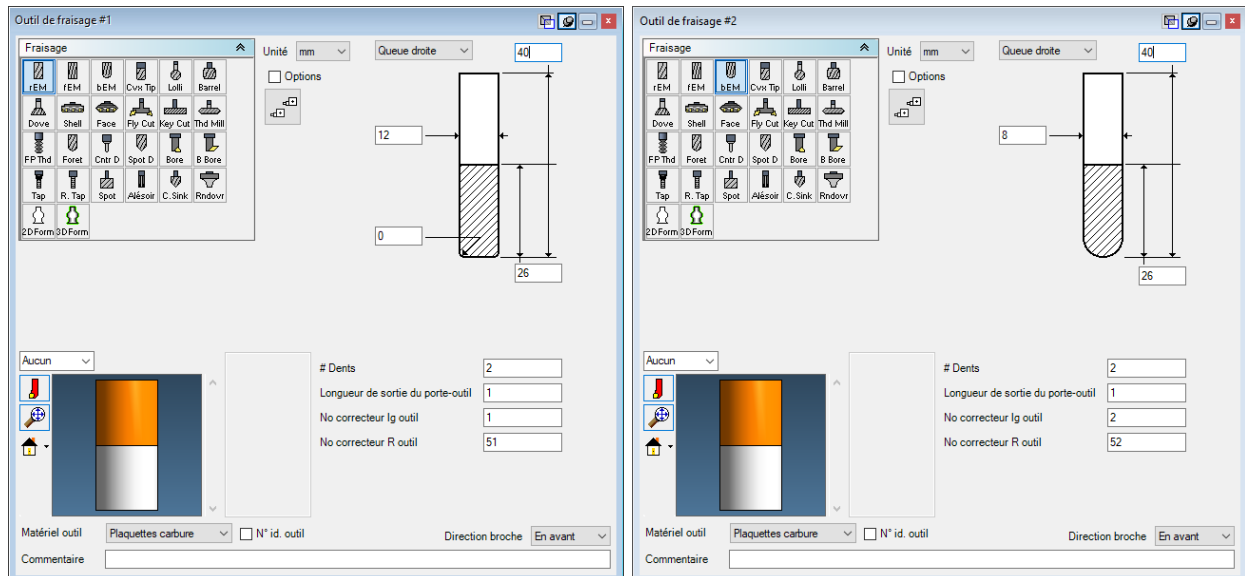 Outil de fraisage #1
Fraisage
Unité mm
Queue droite
40
rEM fEM bEM Cvx Tip Lolli Barrel
Options
Dove Shell Face Fly Cut Key Cut Thd Mill
12
FP Thd Foret Cntr D Spot D Bore B Bore
Tap R. Tap Spot Alésoir C.Sink Rndovr
2D Form 3D Form
0
26
Aucun
# Dents 2
Longueur de sortie du porte-outil 1
No correcteur lg outil 1
No correcteur R outil 51
Matériel outil Plaquettes carbure N° id. outil Direction broche En avant
Commentaire
Outil de fraisage #2
Fraisage
Unité mm
Queue droite
40
rEM fEM bEM Cvx Tip Lolli Barrel
Options
Dove Shell Face Fly Cut Key Cut Thd Mill
8
FP Thd Foret Cntr D Spot D Bore B Bore
Tap R. Tap Spot Alésoir C.Sink Rndovr
2D Form 3D Form
26
Aucun
# Dents 2
Longueur de sortie du porte-outil 1
No correcteur lg outil 2
No correcteur R outil 52
Matériel outil Plaquettes carbure N° id. outil Direction broche En avant
Commentaire